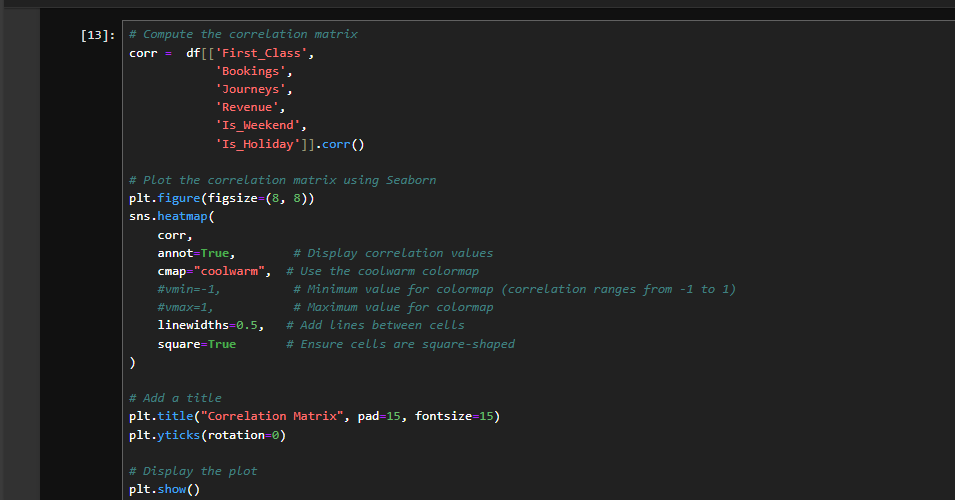 [13]: # Compute the correlation matrix
corr =  df[['First_Class',
            'Bookings',
            'Journeys',
            'Revenue',
            'Is_Weekend',
            'Is_Holiday']].corr()

# Plot the correlation matrix using Seaborn
plt.figure(figsize=(8, 8))
sns.heatmap(
    corr,
    annot=True,        # Display correlation values
    cmap="coolwarm",  # Use the coolwarm colormap
    #vmin=-1,          # Minimum value for colormap (correlation ranges from -1 to 1)
    #vmax=1,           # Maximum value for colormap
    linewidths=0.5,   # Add lines between cells
    square=True       # Ensure cells are square-shaped
)

# Add a title
plt.title("Correlation Matrix", pad=15, fontsize=15)
plt.yticks(rotation=0)

# Display the plot
plt.show()